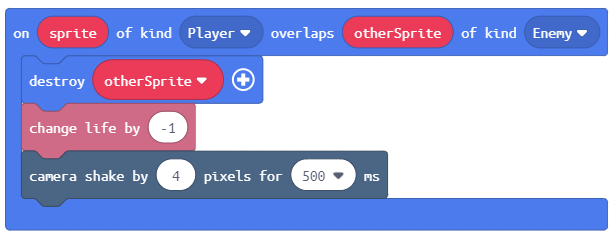 on sprite of kind Player overlaps otherSprite of kind Enemy
destroy otherSprite
change life by -1
camera shake by 4 pixels for 500 ms